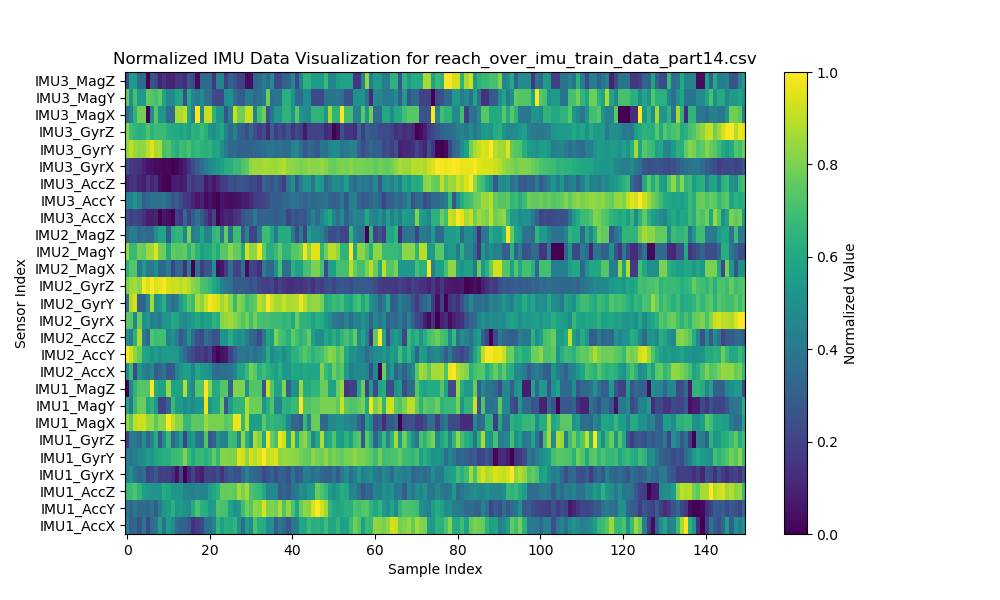 Normalized IMU Data Visualization for reach_over_imu_train_data_part14.csv
IMU3_MagZ
IMU3_MagY
IMU3_MagX
IMU3_GyrZ
IMU3_GyrY
IMU3_GyrX
IMU3_AccZ
IMU3_AccY
IMU3_AccX
IMU2_MagZ
IMU2_MagY
IMU2_MagX
IMU2_GyrZ
IMU2_GyrY
IMU2_GyrX
IMU2_AccZ
IMU2_AccY
IMU2_AccX
IMU1_MagZ
IMU1_MagY
IMU1_MagX
IMU1_GyrZ
IMU1_GyrY
IMU1_GyrX
IMU1_AccZ
IMU1_AccY
IMU1_AccX
Sensor Index
0 20 40 60 80 100 120 140
Sample Index
1.0
0.8
0.6
0.4
0.2
0.0
Normalized Value